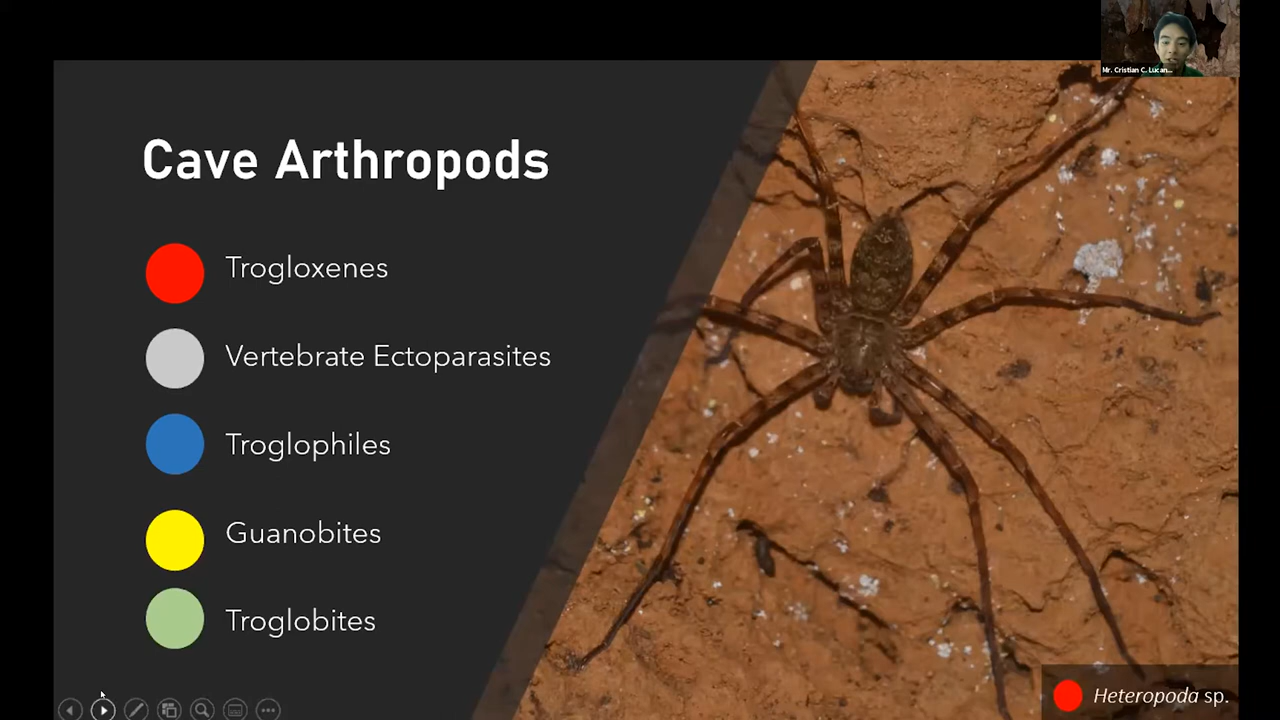 Mr. Cristian C. Lucan...
Cave Arthropods
Trogloxenes
Vertebrate Ectoparasites
Troglophiles
Guanobites
Troglobites
Heteropoda sp.